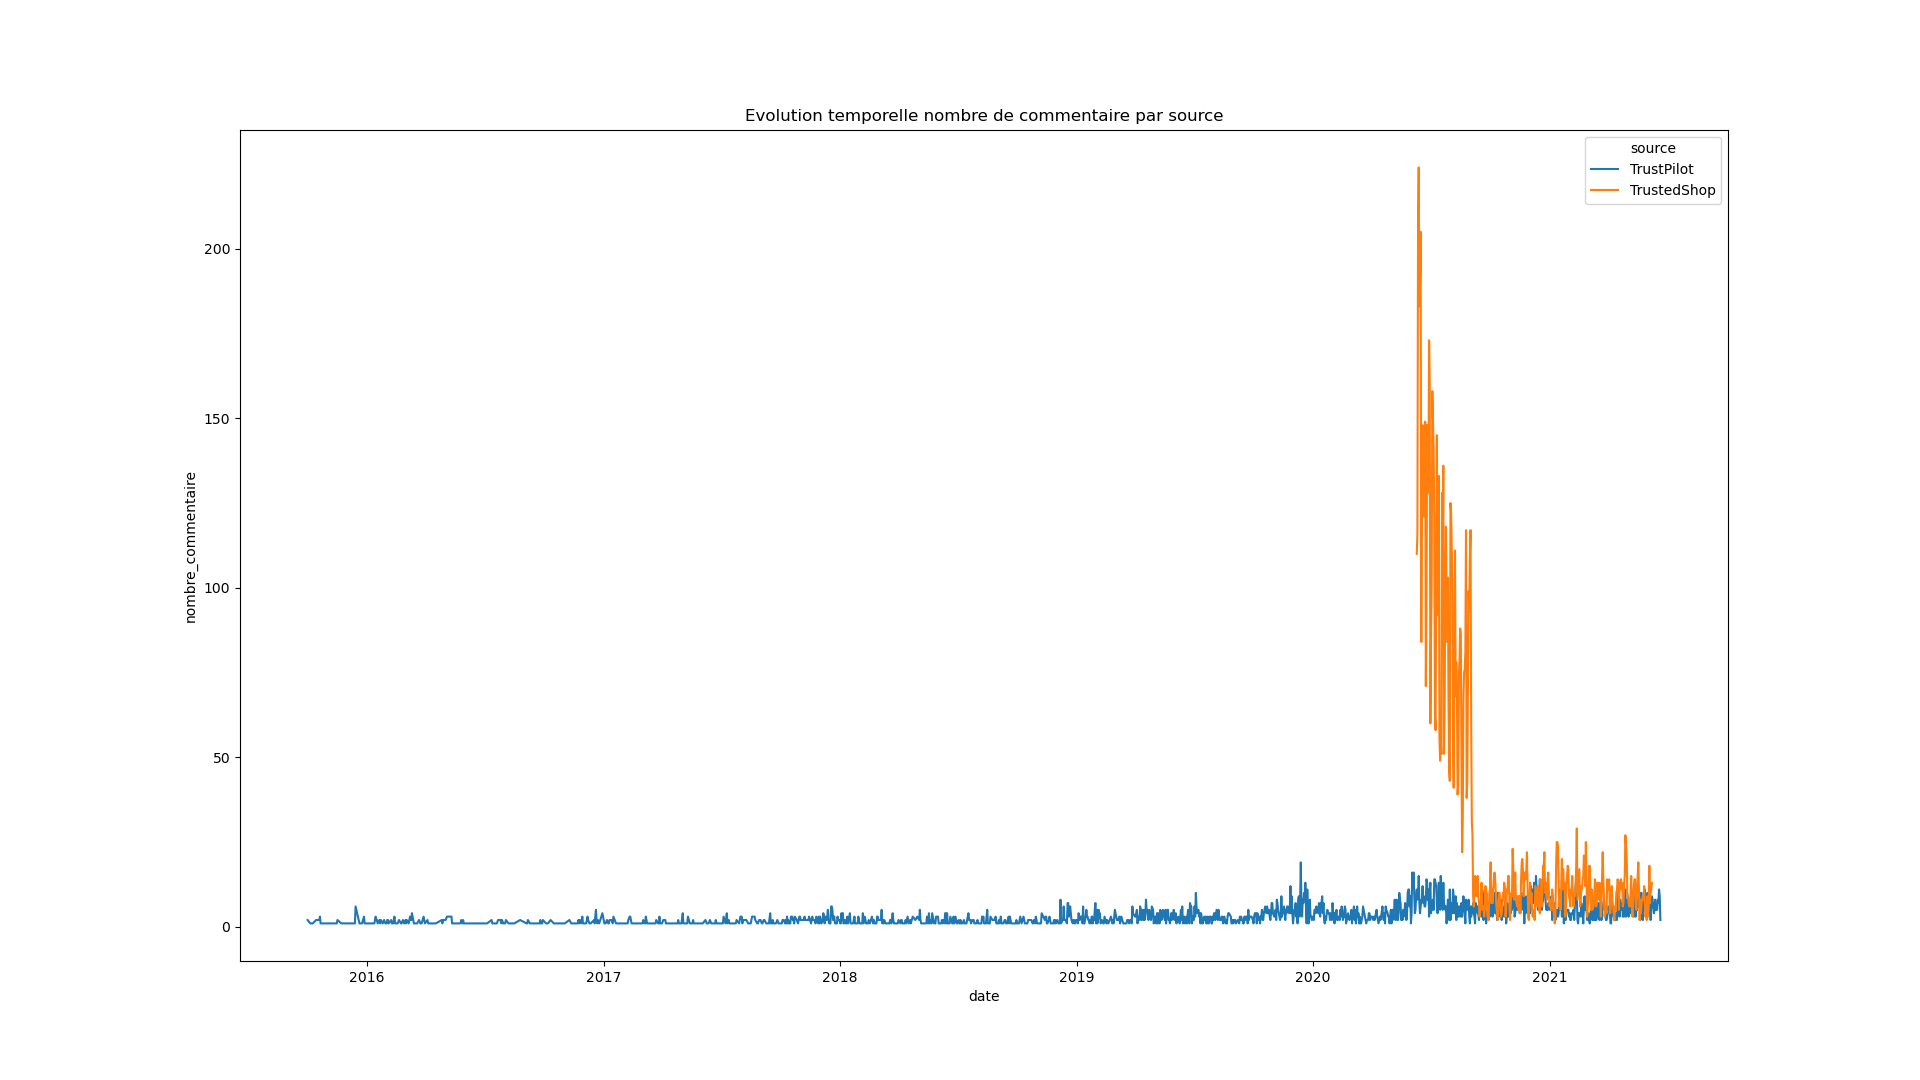 Evolution temporelle nombre de commentaire par source
source
TrustPilot
TrustedShop
nombre_commentaire
200
150
100
50
0
2016 2017 2018 2019 2020 2021
date